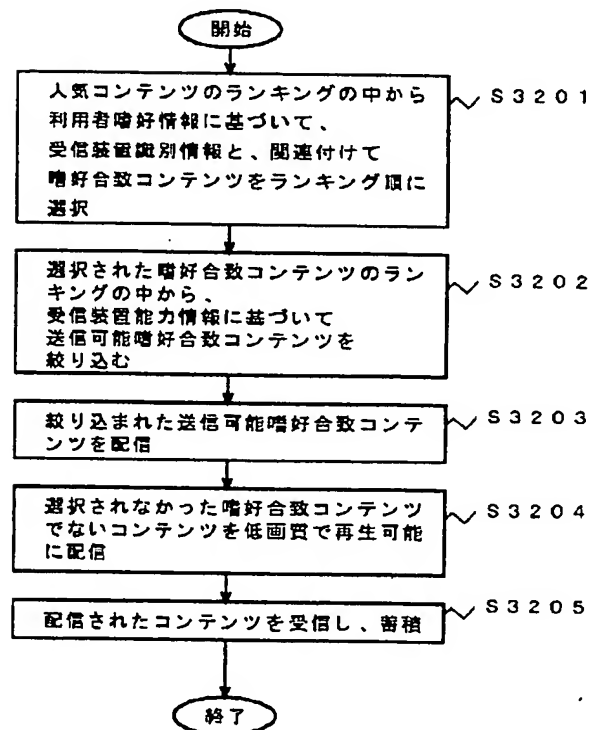 開始
人気コンテンツのランキングの中から
利用者嗜好情報に基づいて、
受信装置識別情報と、関連付けて
嗜好合致コンテンツをランキング順に
選択
S3201
選択された嗜好合致コンテンツのラン
キングの中から、
受信装置能力情報に基づいて
送信可能嗜好合致コンテンツを
絞り込む
S3202
絞り込まれた送信可能嗜好合致コンテ
ンツを配信
S3203
選択されなかった嗜好合致コンテンツ
でないコンテンツを低画質で再生可能
に配信
S3204
配信されたコンテンツを受信し、蓄積
S3205
終了